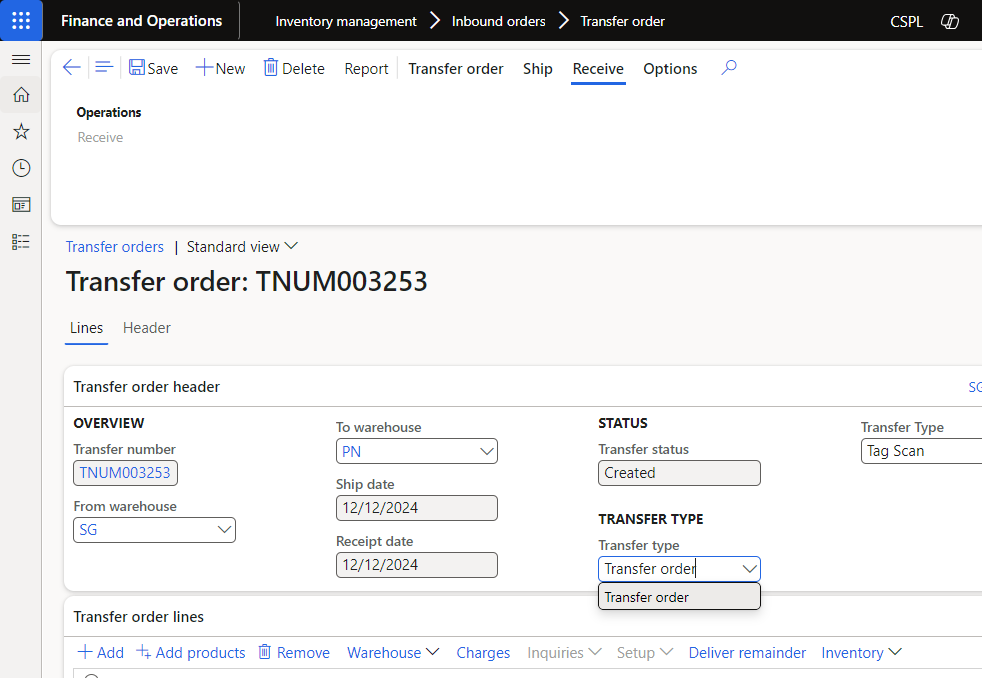 Finance and Operations
Inventory management Inbound orders Transfer order
CSPL
Save New Delete Report Transfer order Ship Receive Options
Operations
Receive
Transfer orders | Standard view
Transfer order: TNUM003253
Lines Header
Transfer order header
SG
OVERVIEW
Transfer number
TNUM003253
From warehouse
SG
To warehouse
PN
Ship date
12/12/2024
Receipt date
12/12/2024
STATUS
Transfer status
Created
TRANSFER TYPE
Transfer type
Transfer order
Transfer order
Transfer Type
Tag Scan
Transfer order lines
Add Add products Remove Warehouse Charges Inquiries Setup Deliver remainder Inventory